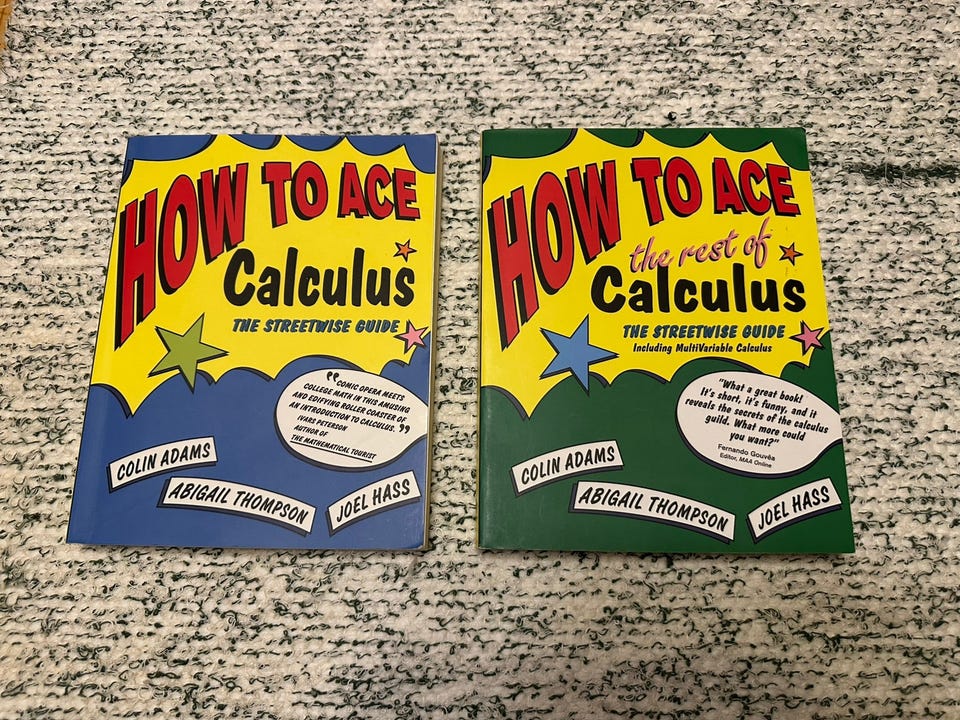 HOW TO ACE
Calculus
THE STREETWISE GUIDE
"COMIC OPERA MEETS
COLLEGE MATH IN THIS AMUSING
AND EDIFYING ROLLER COASTER OF
AN INTRODUCTION TO CALCULUS."
IVARS PETERSON
AUTHOR OF
THE MATHEMATICAL TOURIST
COLIN ADAMS
ABIGAIL THOMPSON
JOEL HASS
HOW TO ACE
the rest of
Calculus
THE STREETWISE GUIDE
Including MultiVariable Calculus
"What a great book!
It's short, it's funny, and it
reveals the secrets of the calculus
guild. What more could
you want?"
Fernando Gouvêa
Editor, MAA Online
COLIN ADAMS
ABIGAIL THOMPSON
JOEL HASS